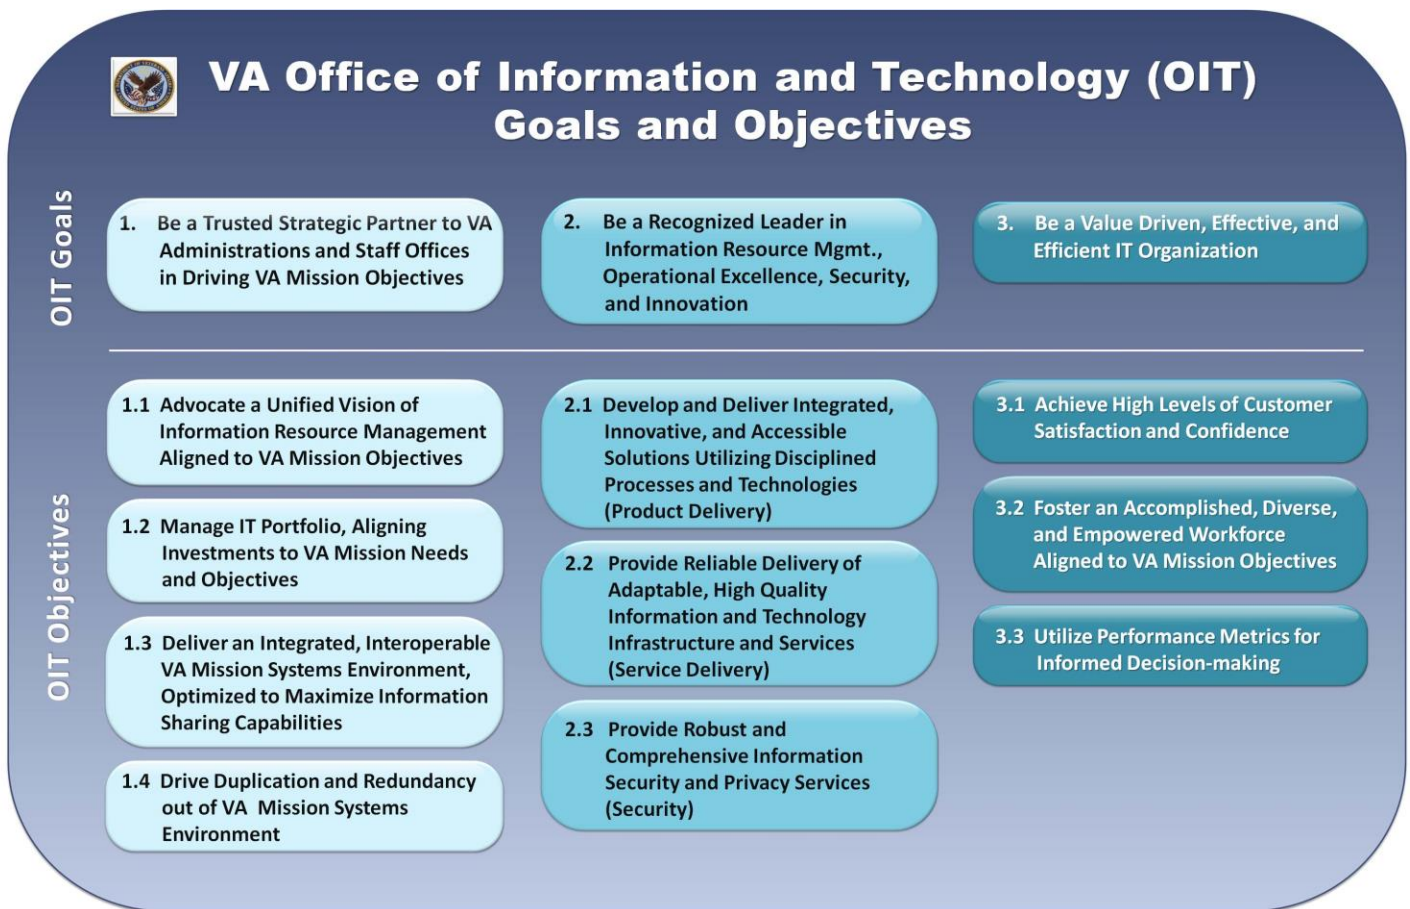 VA Office of Information and Technology (OIT)
Goals and Objectives
OIT Goals
1. Be a Trusted Strategic Partner to VA
Administrations and Staff Offices
in Driving VA Mission Objectives
2. Be a Recognized Leader in
Information Resource Mgmt.,
Operational Excellence, Security,
and Innovation
3. Be a Value Driven, Effective, and
Efficient IT Organization
OIT Objectives
1.1 Advocate a Unified Vision of
Information Resource Management
Aligned to VA Mission Objectives
1.2 Manage IT Portfolio, Aligning
Investments to VA Mission Needs
and Objectives
1.3 Deliver an Integrated, Interoperable
VA Mission Systems Environment,
Optimized to Maximize Information
Sharing Capabilities
1.4 Drive Duplication and Redundancy
out of VA Mission Systems
Environment
2.1 Develop and Deliver Integrated,
Innovative, and Accessible
Solutions Utilizing Disciplined
Processes and Technologies
(Product Delivery)
2.2 Provide Reliable Delivery of
Adaptable, High Quality
Information and Technology
Infrastructure and Services
(Service Delivery)
2.3 Provide Robust and
Comprehensive Information
Security and Privacy Services
(Security)
3.1 Achieve High Levels of Customer
Satisfaction and Confidence
3.2 Foster an Accomplished, Diverse,
and Empowered Workforce
Aligned to VA Mission Objectives
3.3 Utilize Performance Metrics for
Informed Decision-making